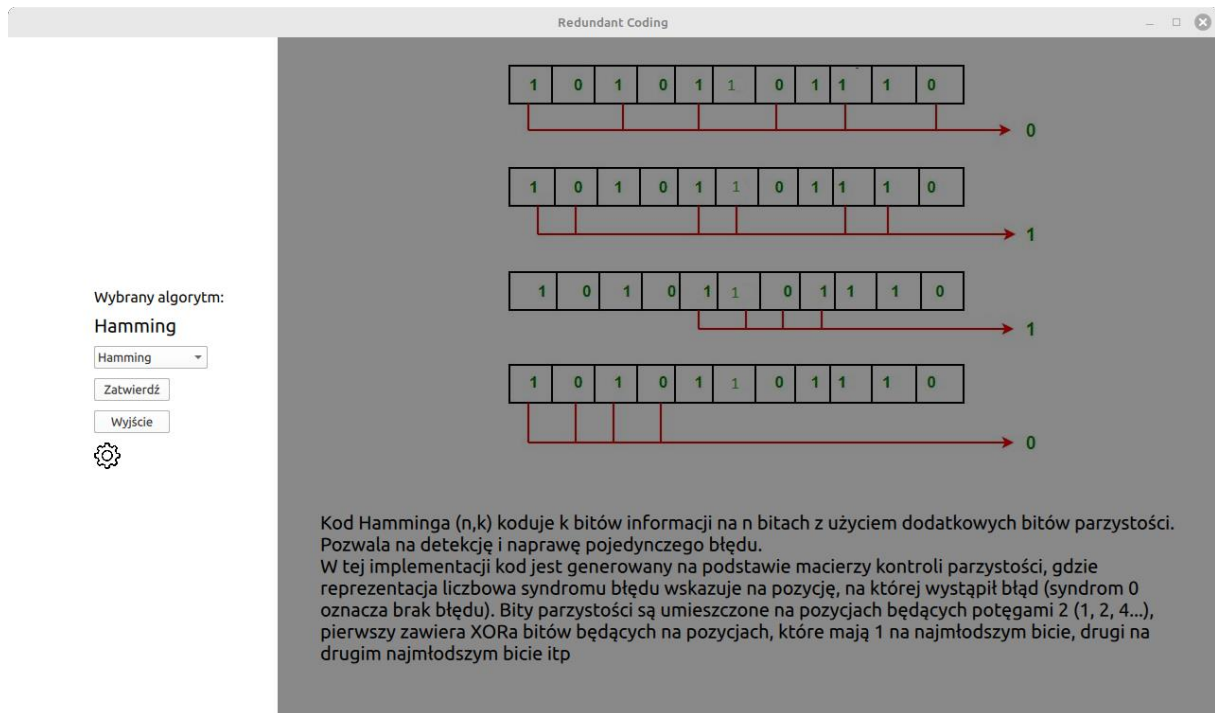 Redundant Coding
1 0 1 0 1 1 0 1 1 1 0
0
1 0 1 0 1 1 0 1 1 1 0
1
Wybrany algorytm:
Hamming
Hamming
Zatwierdź
Wyjście
1 0 1 0 1 1 0 1 1 1 0
1
1 0 1 0 1 1 0 1 1 1 0
0
Kod Hamminga (n,k) koduje k bitów informacji na n bitach z użyciem dodatkowych bitów parzystości.
Pozwala na detekcję i naprawę pojedynczego błędu.
W tej implementacji kod jest generowany na podstawie macierzy kontroli parzystości, gdzie
reprezentacja liczbowa syndromu błędu wskazuje na pozycję, na której wystąpił błąd (syndrom 0
oznacza brak błędu). Bity parzystości są umieszczone na pozycjach będących potęgami 2 (1, 2, 4...),
pierwszy zawiera XORa bitów będących na pozycjach, które mają 1 na najmłodszym bicie, drugi na
drugim najmłodszym bicie itp